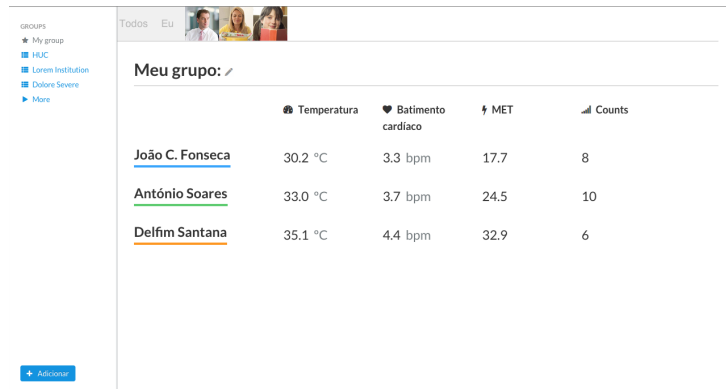 GROUPS
My group
HUC
Lorem Institution
Dolore Severe
More
Adicionar
Todos Eu
Meu grupo:
Temperatura Batimento cardíaco MET Counts
João C. Fonseca 30.2 °C 3.3 bpm 17.7 8
António Soares 33.0 °C 3.7 bpm 24.5 10
Delfim Santana 35.1 °C 4.4 bpm 32.9 6